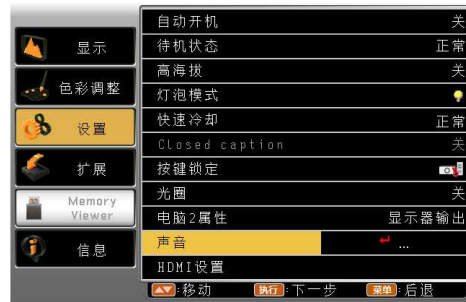 显示
色彩调整
设置
扩展
Memory
Viewer
信息
自动开机 关
待机状态 正常
高海拔 关
灯泡模式
快速冷却 正常
Closed caption 关
按键锁定
光圈 关
电脑2属性 显示器输出
声音 ...
HDMI设置
移动 执行:下一步 菜单:后退